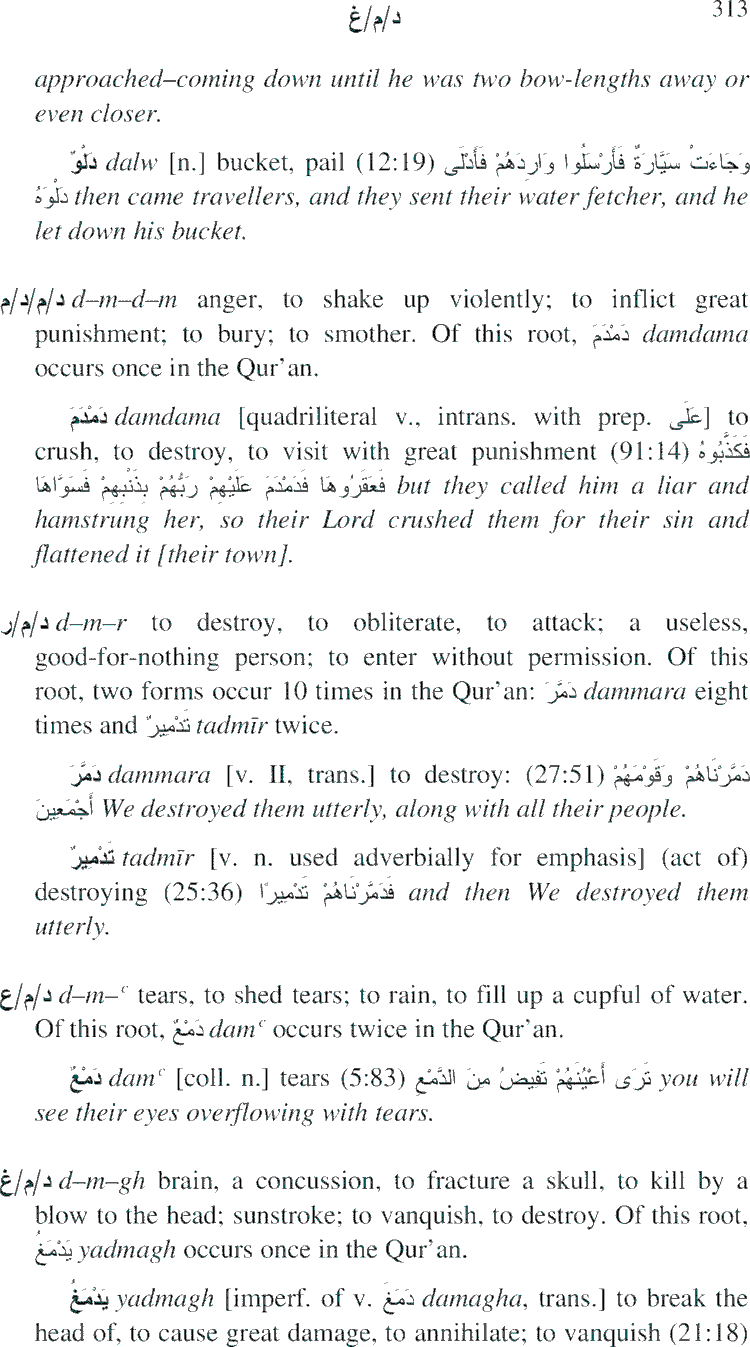 د/م/غ 313
approached–coming down until he was two bow-lengths away or
even closer.
دَلْوٌ dalw [n.] bucket, pail (12:19) وَجَاءَتْ سَيَّارَةٌ فَأَرْسَلُوا وَارِدَهُمْ فَأَدْلَى
دَلْوَهُ then came travellers, and they sent their water fetcher, and he
let down his bucket.
د/م/د/م d–m–d–m anger, to shake up violently; to inflict great
punishment; to bury; to smother. Of this root, دَمْدَمَ damdama
occurs once in the Qur'an.
دَمْدَمَ damdama [quadriliteral v., intrans. with prep. عَلَى] to
crush, to destroy, to visit with great punishment (91:14) فَكَذَّبُوهُ
فَعَقَرُوهَا فَدَمْدَمَ عَلَيْهِمْ رَبُّهُمْ بِذَنْبِهِمْ فَسَوَّاهَا but they called him a liar and
hamstrung her, so their Lord crushed them for their sin and
flattened it [their town].
د/م/ر d–m–r to destroy, to obliterate, to attack; a useless,
good-for-nothing person; to enter without permission. Of this
root, two forms occur 10 times in the Qur'an: دَمَّرَ dammara eight
times and تَدْمِيرٌ tadmīr twice.
دَمَّرَ dammara [v. II, trans.] to destroy: (27:51) دَمَّرْنَاهُمْ وَقَوْمَهُمْ
أَجْمَعِينَ We destroyed them utterly, along with all their people.
تَدْمِيرٌ tadmīr [v. n. used adverbially for emphasis] (act of)
destroying (25:36) فَدَمَّرْنَاهُمْ تَدْمِيرًا and then We destroyed them
utterly.
د/م/ع d–m–ʿ tears, to shed tears; to rain, to fill up a cupful of water.
Of this root, دَمْعٌ damʿ occurs twice in the Qur'an.
دَمْعٌ damʿ [coll. n.] tears (5:83) تَرَى أَعْيُنَهُمْ تَفِيضُ مِنَ الدَّمْعِ you will
see their eyes overflowing with tears.
د/م/غ d–m–gh brain, a concussion, to fracture a skull, to kill by a
blow to the head; sunstroke; to vanquish, to destroy. Of this root,
يَدْمَغُ yadmagh occurs once in the Qur'an.
يَدْمَغُ yadmagh [imperf. of v. دَمَغَ damagha, trans.] to break the
head of, to cause great damage, to annihilate; to vanquish (21:18)